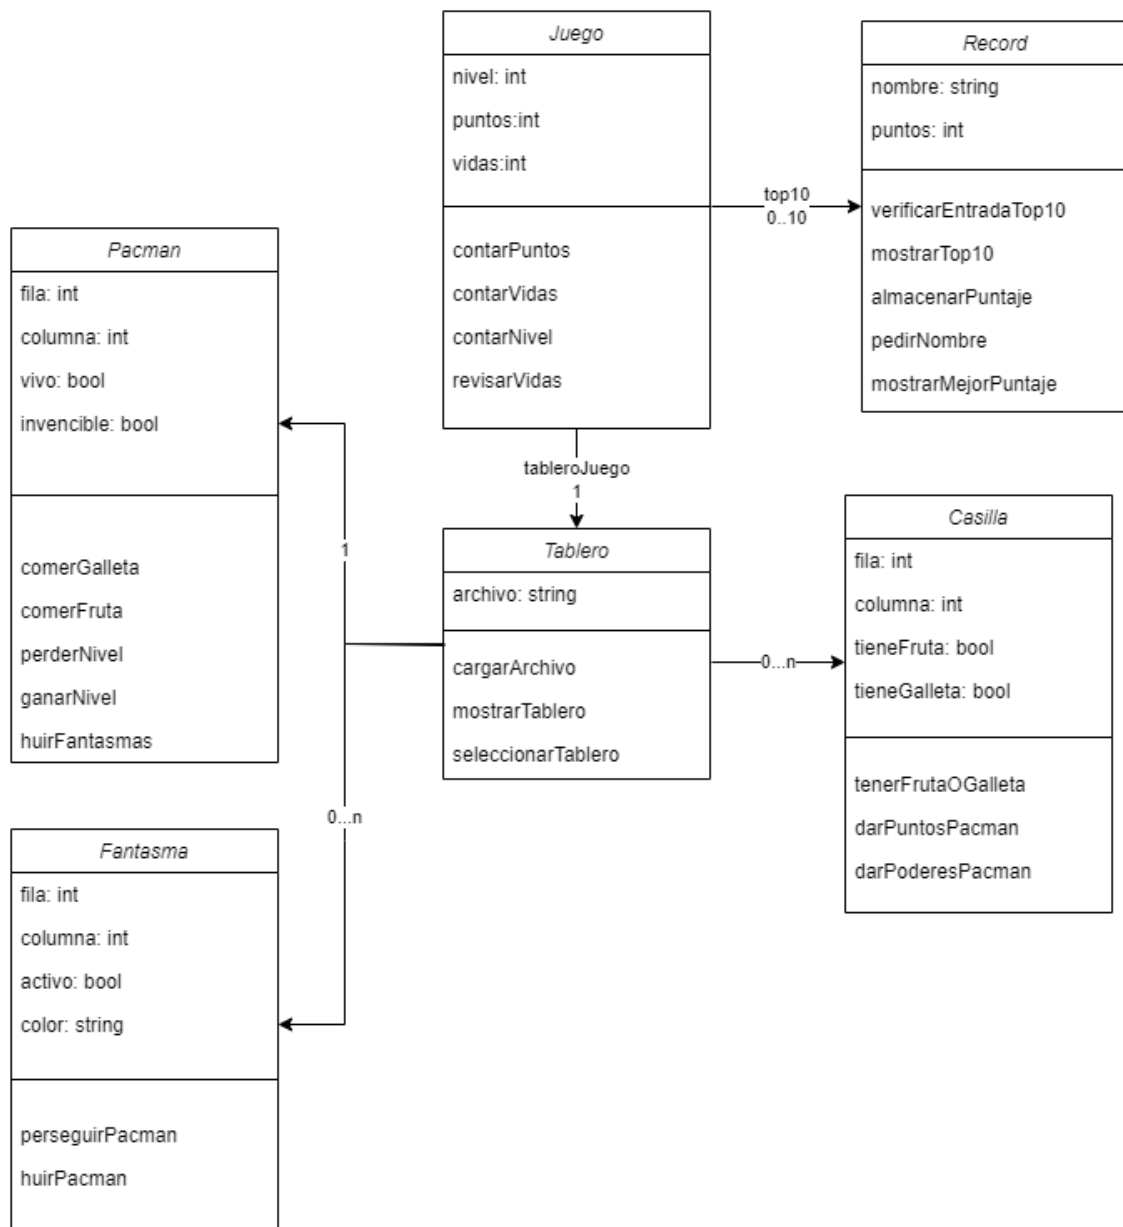 Juego
nivel: int
puntos:int
vidas:int
contarPuntos
contarVidas
contarNivel
revisarVidas
top10
0..10
Record
nombre: string
puntos: int
verificarEntradaTop10
mostrarTop10
almacenarPuntaje
pedirNombre
mostrarMejorPuntaje
Pacman
fila: int
columna: int
vivo: bool
invencible: bool
comerGalleta
comerFruta
perderNivel
ganarNivel
huirFantasmas
1
tableroJuego
1
Tablero
archivo: string
cargarArchivo
mostrarTablero
seleccionarTablero
0...n
Casilla
fila: int
columna: int
tieneFruta: bool
tieneGalleta: bool
tenerFrutaOGalleta
darPuntosPacman
darPoderesPacman
0...n
Fantasma
fila: int
columna: int
activo: bool
color: string
perseguirPacman
huirPacman